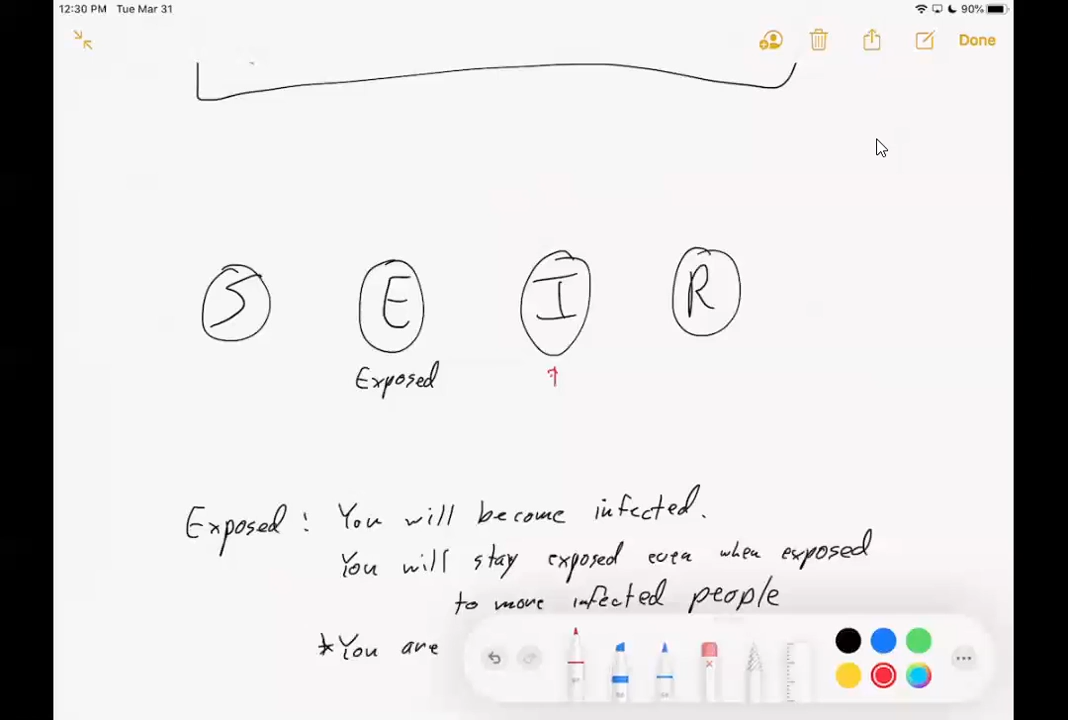 12:30 PM Tue Mar 31
90%
Done
S E I R
Exposed
Exposed: You will become infected.
You will stay exposed even when exposed
to more infected people
*You are